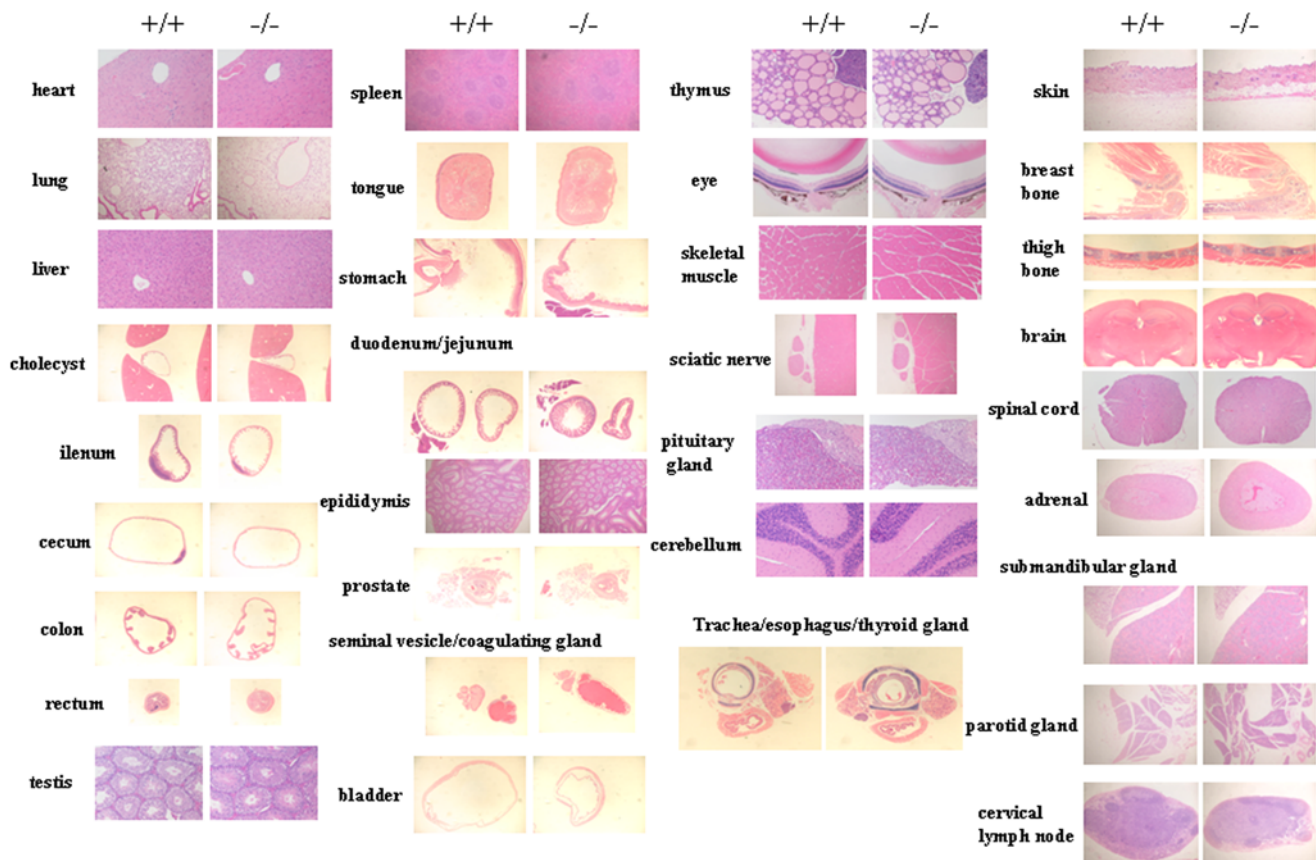 +/+ -/-
heart
lung
liver
cholecyst
ilenum
cecum
colon
rectum
testis
+/+ -/-
spleen
tongue
stomach
duodenum/jejunum
epididymis
prostate
seminal vesicle/coagulating gland
bladder
+/+ -/-
thymus
eye
skeletal
muscle
sciatic nerve
pituitary
gland
cerebellum
Trachea/esophagus/thyroid gland
+/+ -/-
skin
breast
bone
thigh
bone
brain
spinal cord
adrenal
submandibular gland
parotid gland
cervical
lymph node